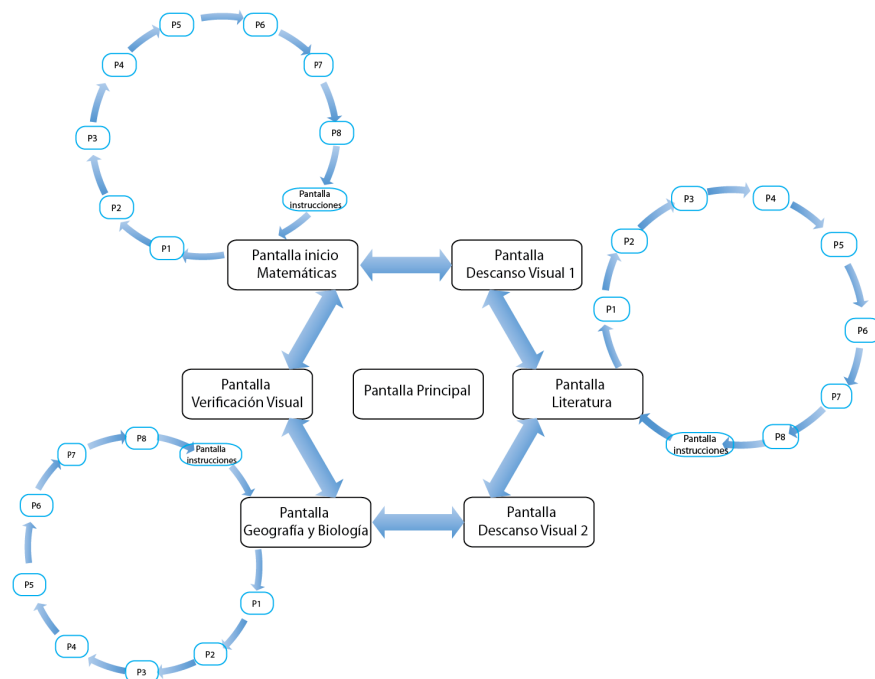 P5
P6
P4
P7
P3
P8
P2
Pantalla
instrucciones
P1
Pantalla inicio
Matemáticas
Pantalla
Descanso Visual 1
P3
P4
P2
P5
P1
P6
P7
P8
Pantalla
instrucciones
Pantalla
Literatura
Pantalla
Verificación Visual
Pantalla Principal
P8
P7
Pantalla
instrucciones
P6
P5
P4
P3
P2
P1
Pantalla
Geografía y Biología
Pantalla
Descanso Visual 2